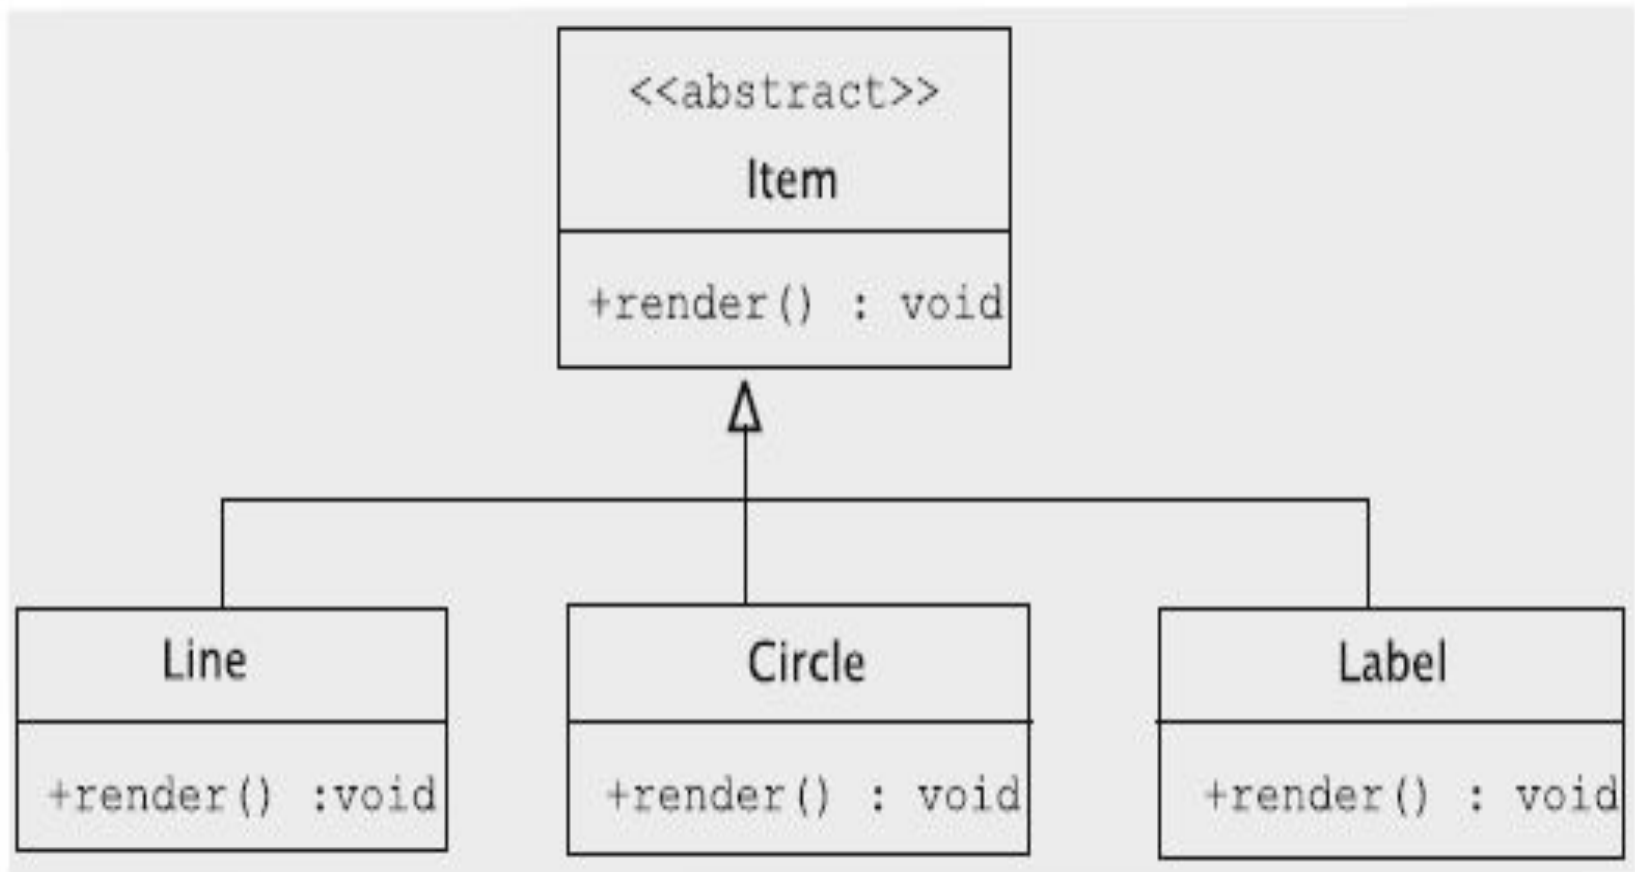 <<abstract>>
Item
+render() : void
Line
+render() :void
Circle
+render() : void
Label
+render() : void